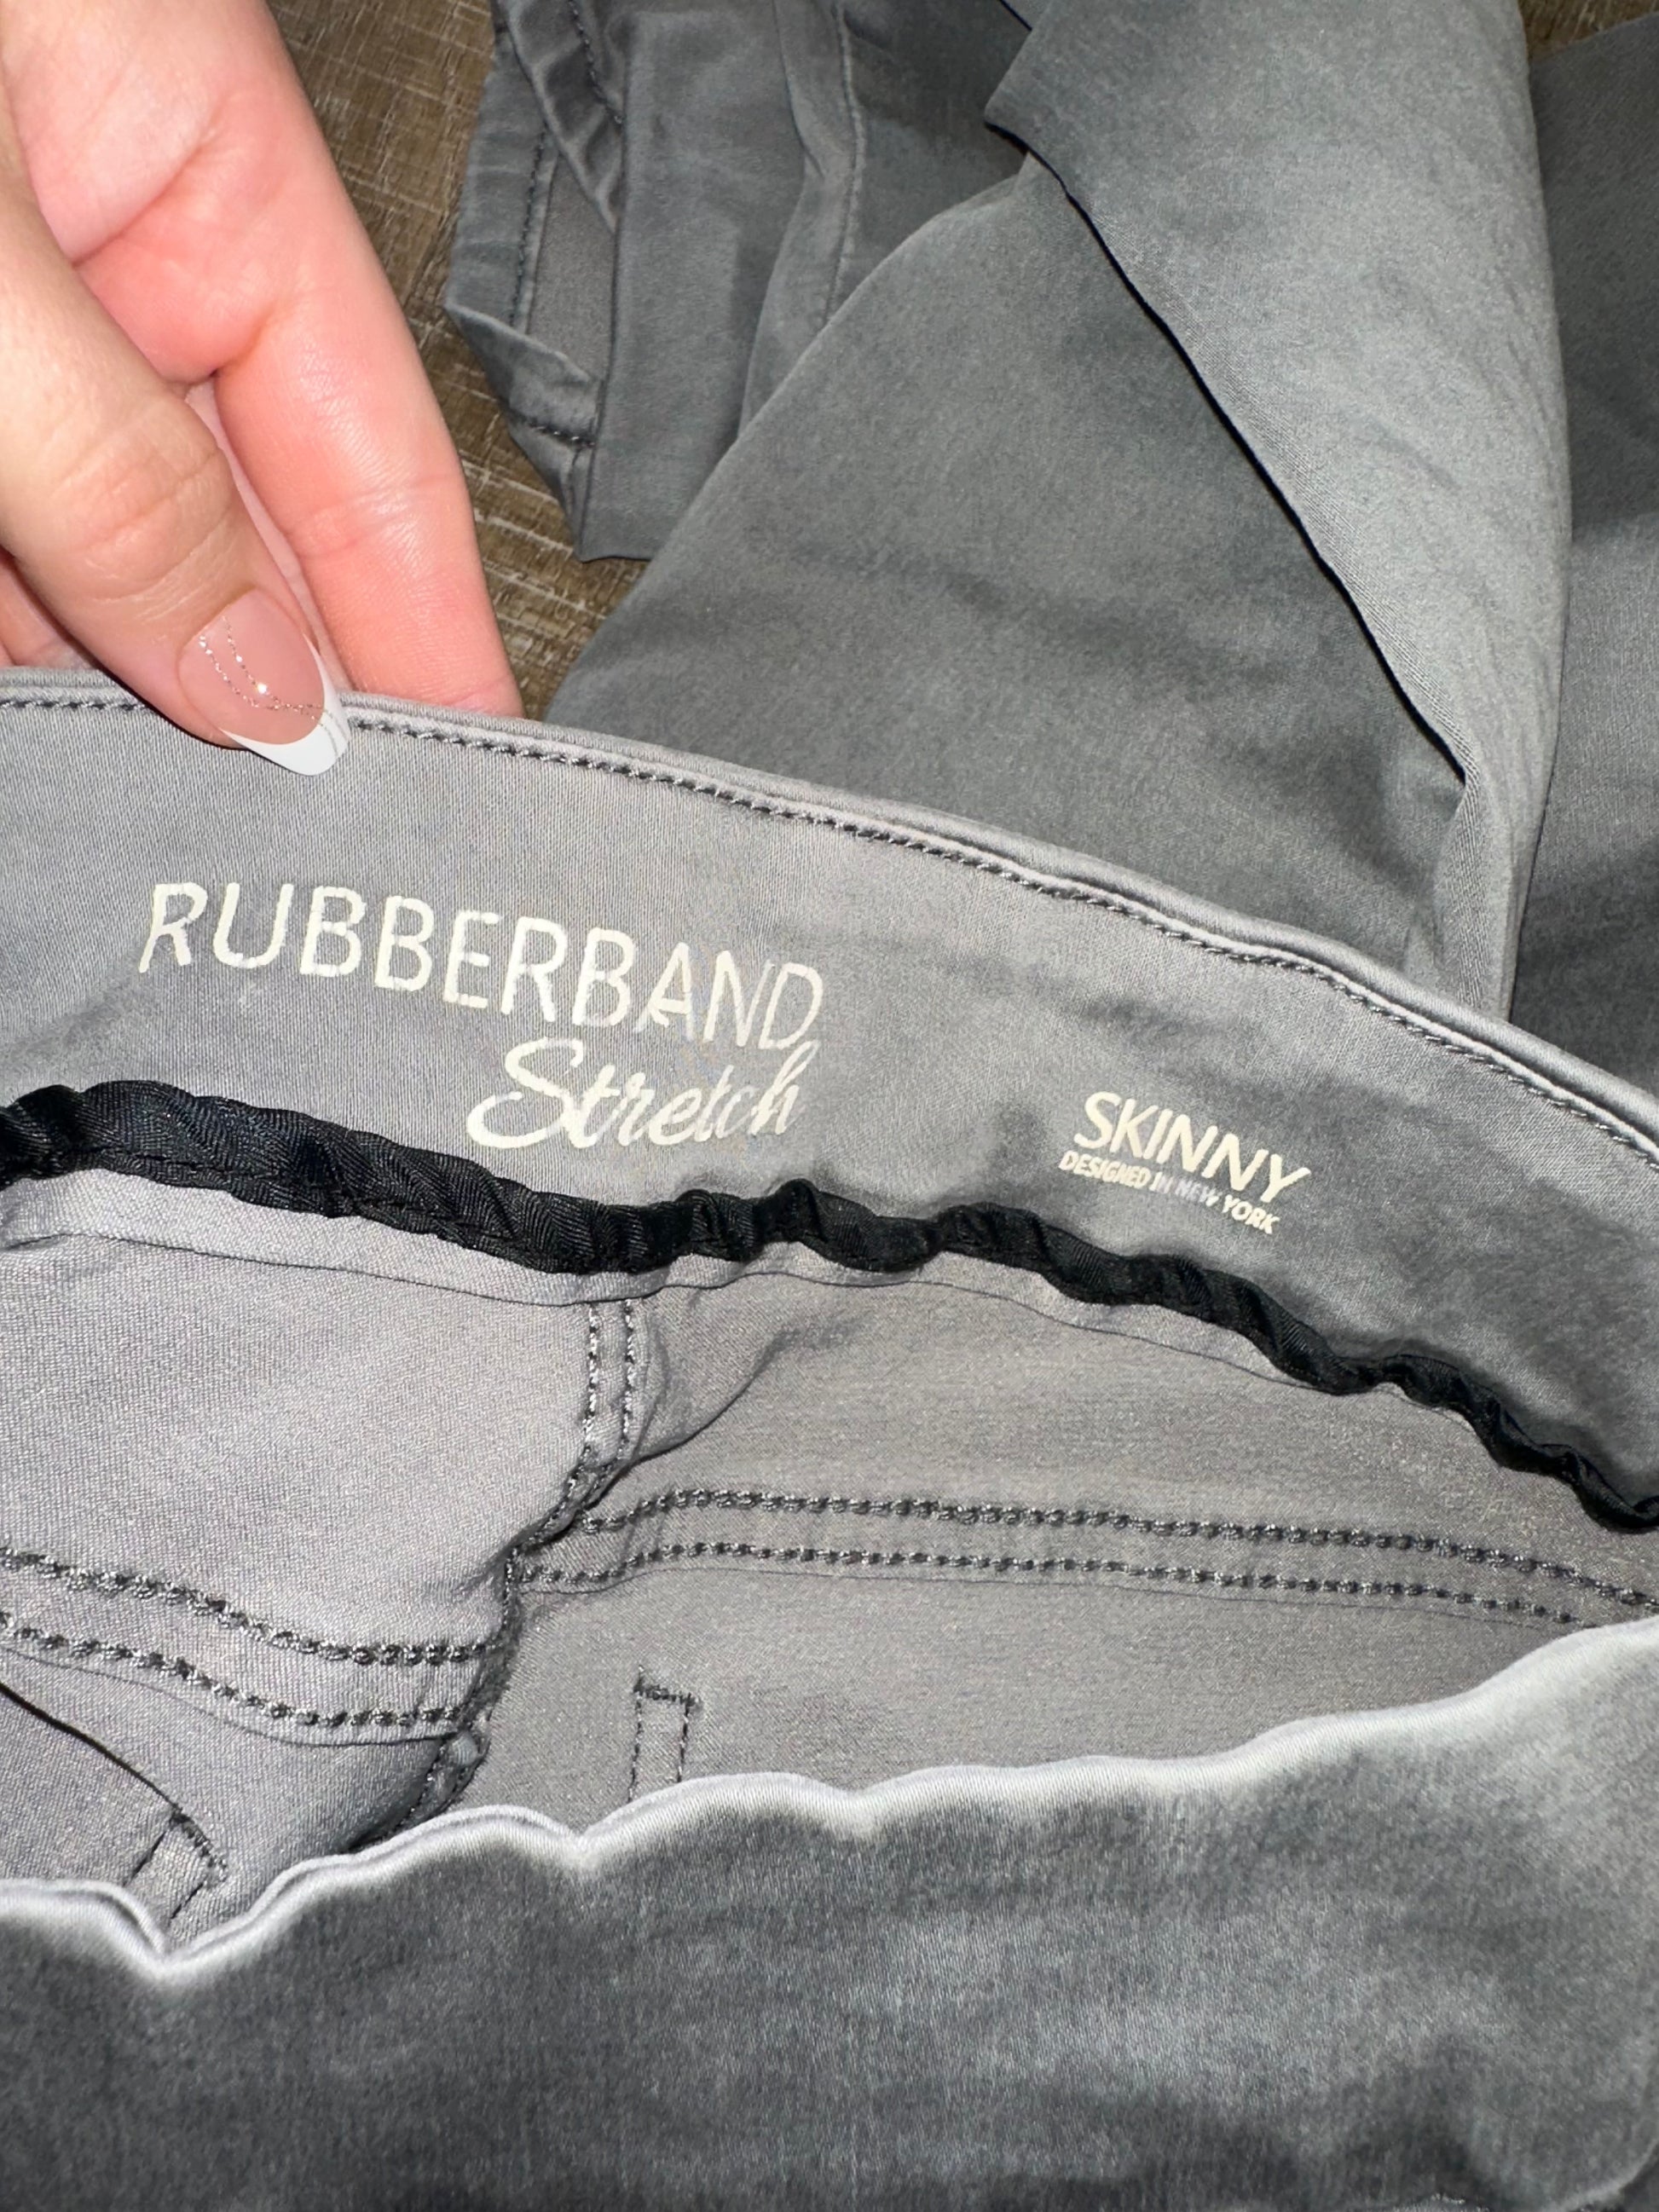 RUBBERBAND
Stretch
SKINNY
DESIGNED IN NEW YORK